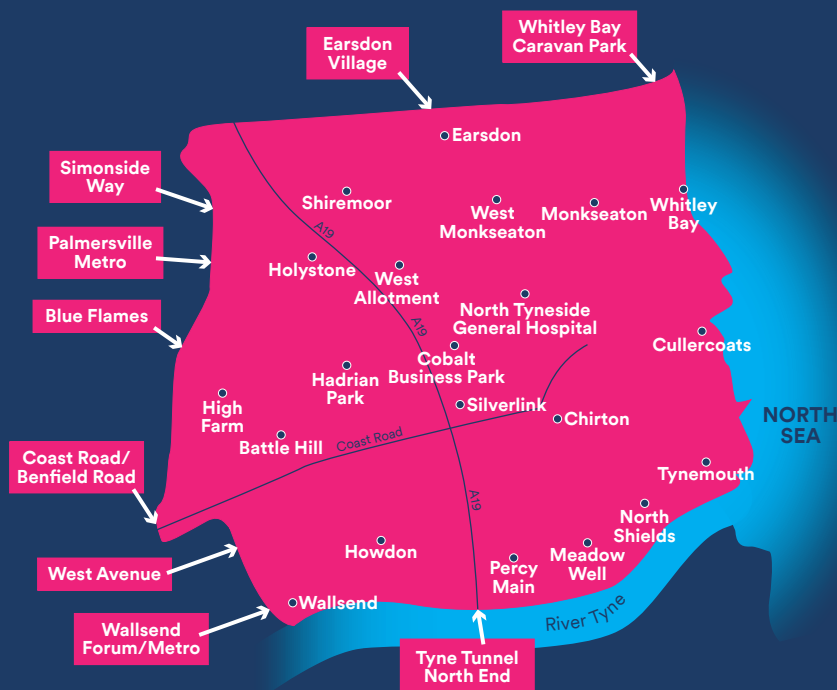 Whitley Bay
Caravan Park
Earsdon
Village
Earsdon
Simonside
Way
Shiremoor
West
Monkseaton
Monkseaton
Whitley
Bay
A19
Palmersville
Metro
Holystone
West
Allotment
Blue Flames
North Tyneside
General Hospital
A19
Cullercoats
Cobalt
Business Park
Hadrian
Park
High
Farm
Silverlink
Chirton
NORTH
SEA
Battle Hill
Coast Road
Coast Road/
Benfield Road
Tynemouth
A19
North
Shields
Howdon
Meadow
Well
Percy
Main
West Avenue
Wallsend
River Tyne
Wallsend
Forum/Metro
Tyne Tunnel
North End